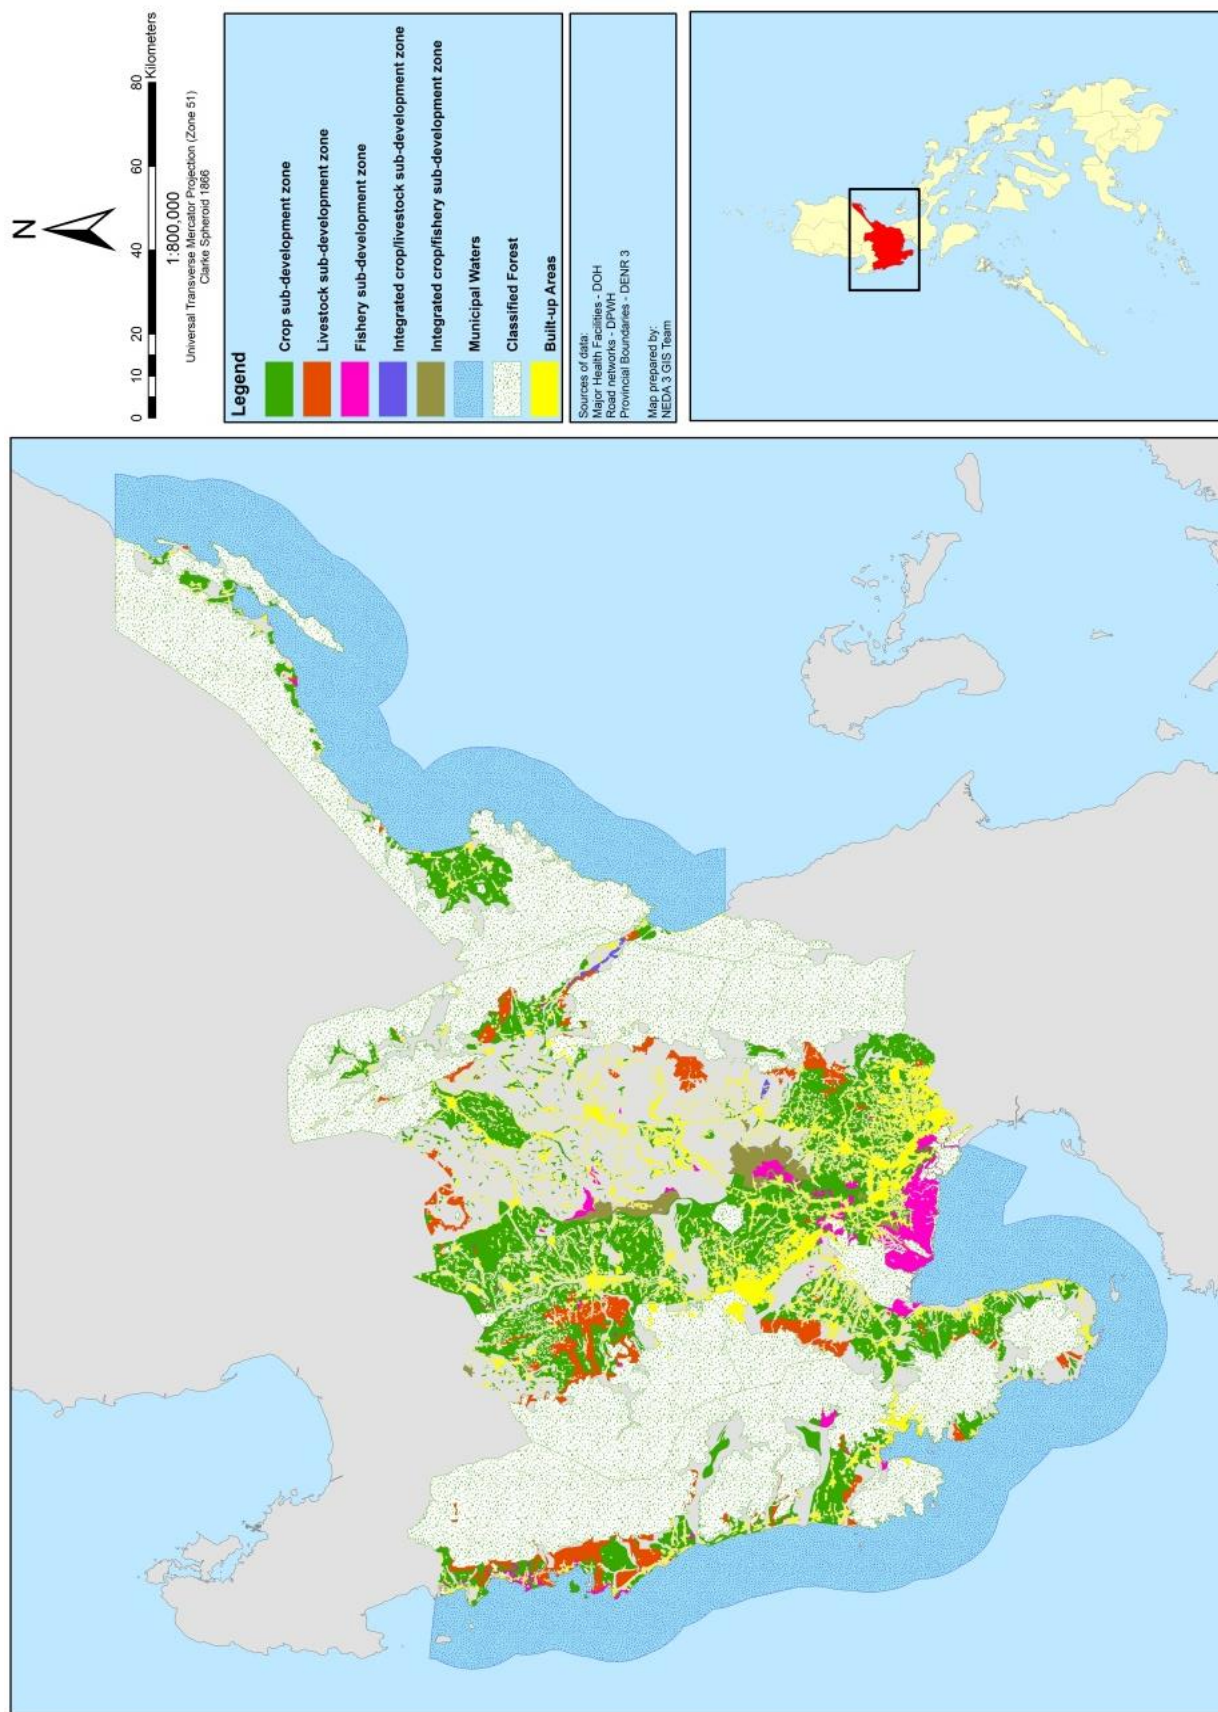 N
0 10 20 40 60 80
Kilometers
1:800,000
Universal Transverse Mercator Projection (Zone 51)
Clarke Spheroid 1866
Legend
Crop sub-development zone
Livestock sub-development zone
Fishery sub-development zone
Integrated crop/livestock sub-development zone
Integrated crop/fishery sub-development zone
Municipal Waters
Classified Forest
Built-up Areas
Sources of data:
Major Health Facilities - DOH
Road networks - DPWH
Provincial Boundaries - DENR 3
Map prepared by:
NEDA 3 GIS Team